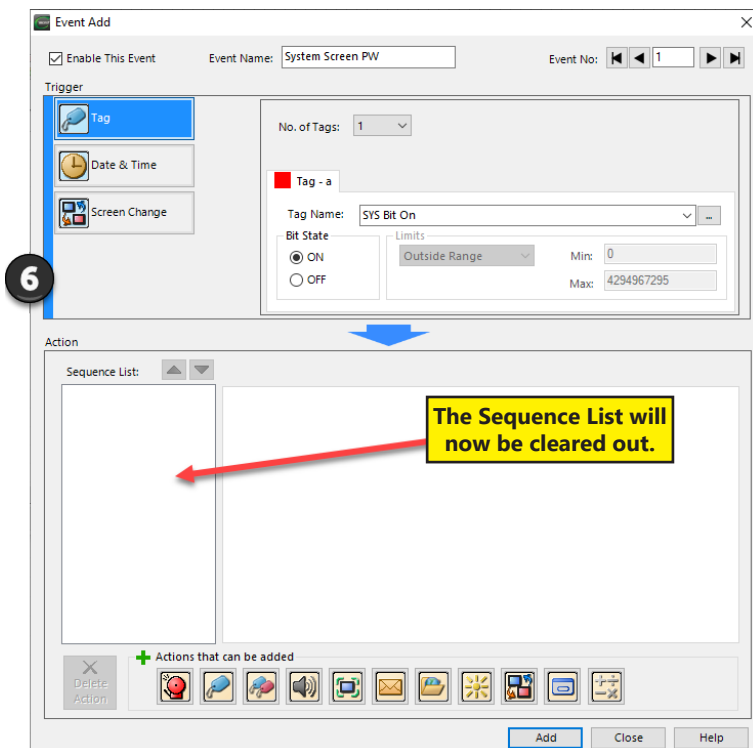 Event Add
Enable This Event Event Name: System Screen PW Event No: 1
Trigger
Tag
No. of Tags: 1
Date & Time
Tag - a
Screen Change
Tag Name: SYS Bit On ...
Bit State Limits
ON Outside Range Min: 0
OFF Max: 4294967295
6
Action
Sequence List:
The Sequence List will
now be cleared out.
Actions that can be added
Delete
Action
Add Close Help